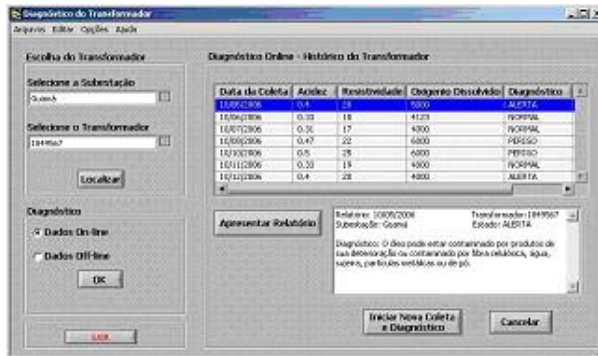 Diagnóstico do Transformador
Arquivos Editar Opções Ajuda
Escolha do Transformador
Selecione a Subestação
Guamá
Selecione o Transformador
1849567
Localizar
Diagnóstico
Dados On-line
Dados Off-line
OK
Diagnóstico Online - Histórico do Transformador
Data da Coleta Acidez Resistividade Oxigenio Dissolvido Diagnóstico
10/05/2006 0.4 20 5000 ALERTA
10/06/2006 0.33 18 4123 NORMAL
10/07/2006 0.31 17 4000 NORMAL
10/08/2006 0.47 22 6000 PERIGO
10/10/2006 0.5 25 6000 PERIGO
10/11/2006 0.33 19 4000 NORMAL
10/12/2006 0.4 20 4000 ALERTA
Apresentar Relatório
Relatório: 10/05/2006 Transformador: 1849567
Subestação: Guamá Estado: ALERTA
Diagnóstico: O óleo pode estar contaminado por produtos de
sua deterioração ou contaminado por fibra celulósica, água,
sujeira, partículas metálicas ou de pó.
Iniciar Nova Coleta
e Diagnóstico
Cancelar